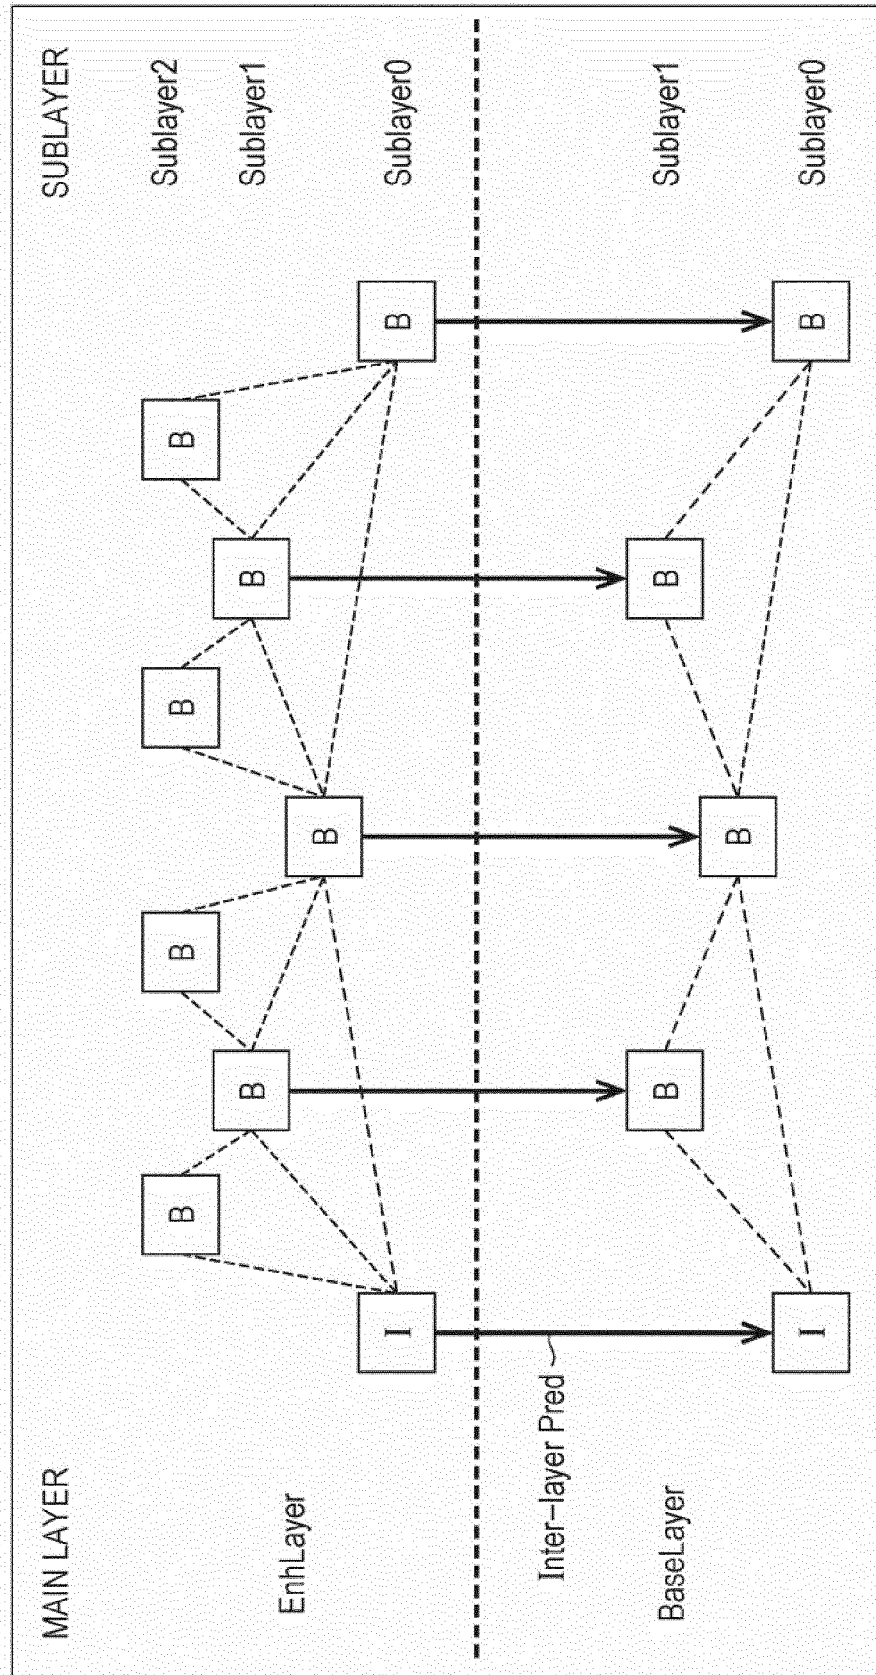 MAIN LAYER
SUBLAYER
B B B B Sublayer2
B B Sublayer1
EnhLayer
B
I B Sublayer0
Inter-layer Pred
BaseLayer
B B Sublayer1
B
I B Sublayer0